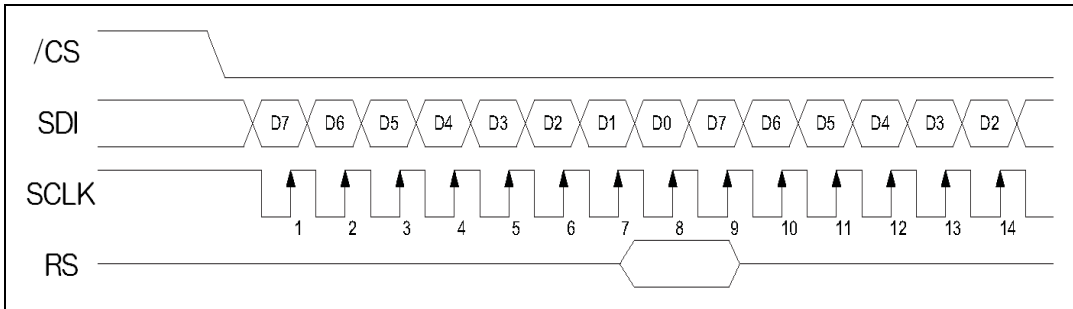 /CS
SDI D7 D6 D5 D4 D3 D2 D1 D0 D7 D6 D5 D4 D3 D2
SCLK
1 2 3 4 5 6 7 8 9 10 11 12 13 14
RS